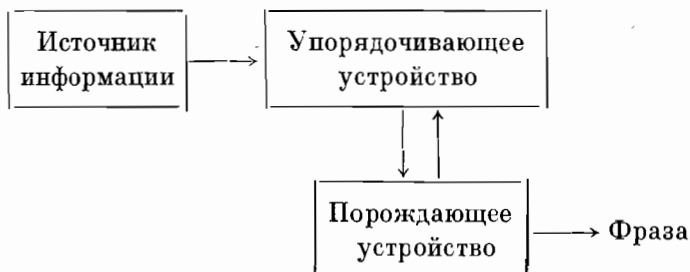 Источник
информации
Упорядочивающее
устройство
Порождающее
устройство
Фраза